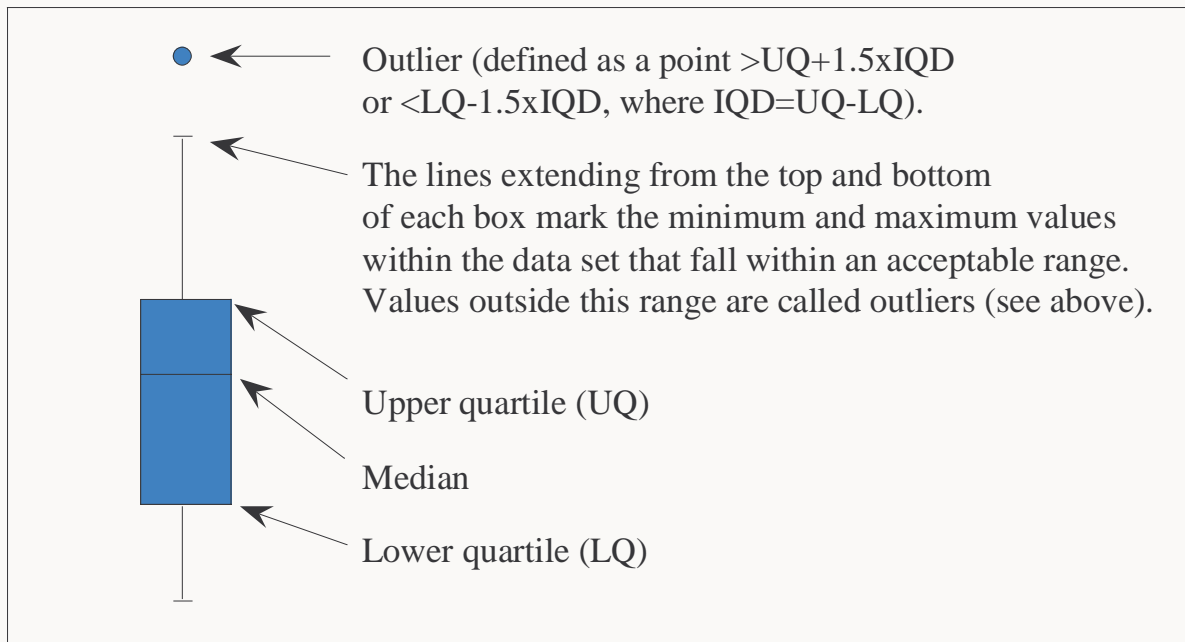 Outlier (defined as a point >UQ+1.5xIQD
or <LQ-1.5xIQD, where IQD=UQ-LQ).
The lines extending from the top and bottom
of each box mark the minimum and maximum values
within the data set that fall within an acceptable range.
Values outside this range are called outliers (see above).
Upper quartile (UQ)
Median
Lower quartile (LQ)